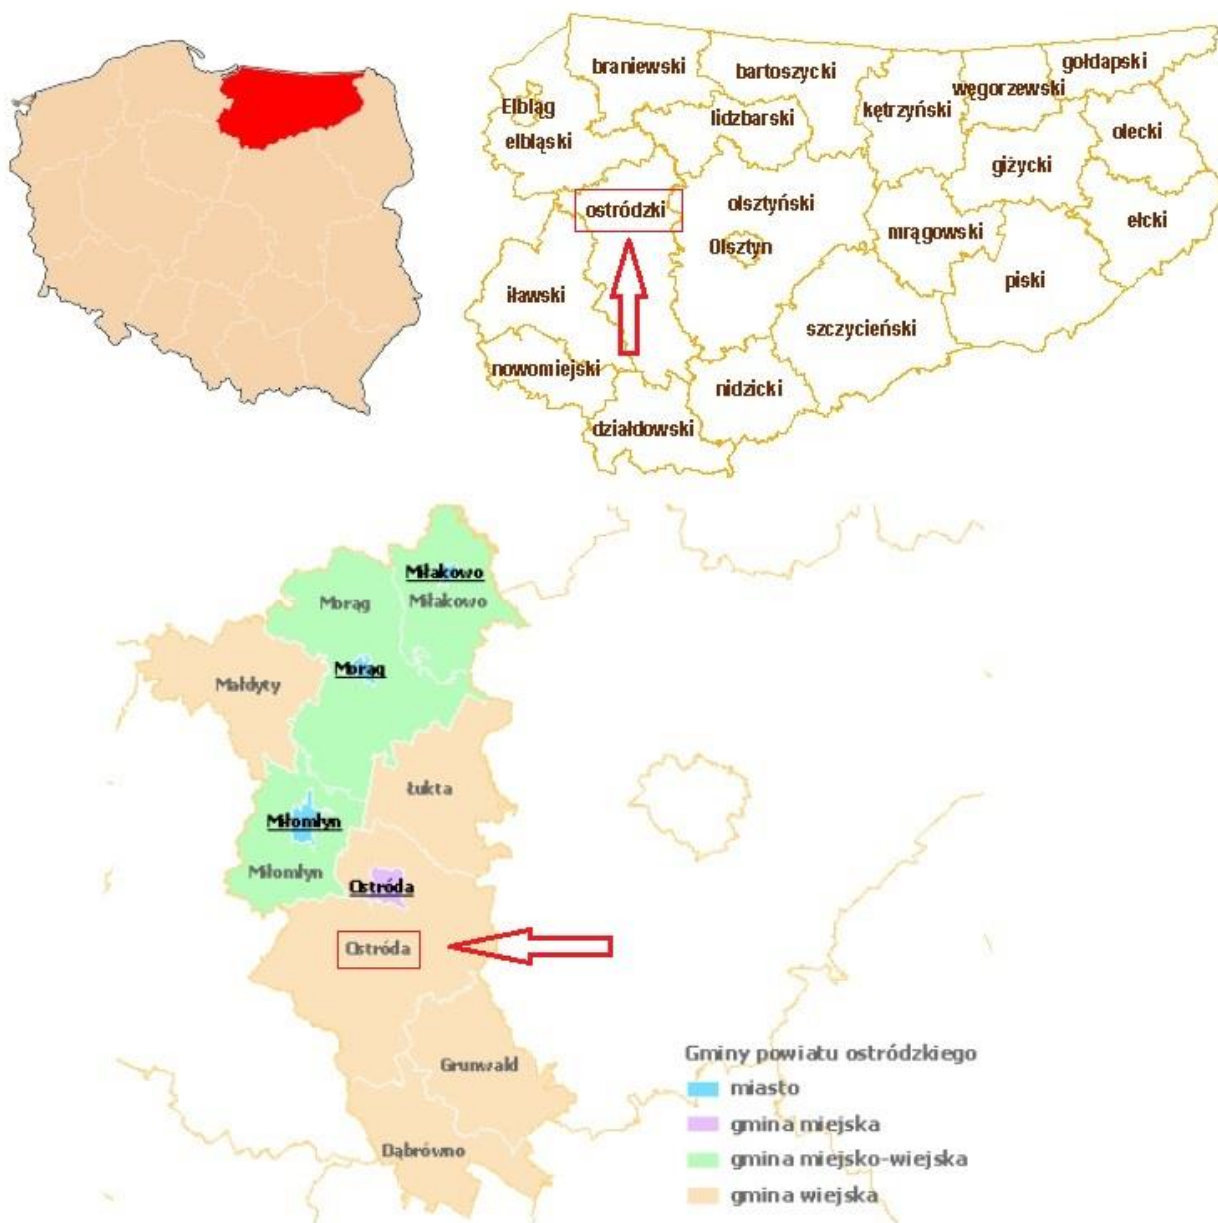 braniewski
bartoszycki
gołdapski
węgorzewski
Elbląg
lidzbarski
kętrzyński
elbląski
olecki
giżycki
ostródzki
olsztyński
ełcki
mrągowski
Olsztyn
piski
iławski
szczycieński
nowomiejski
nidzicki
działdowski
Miłakowo
Morąg
Miłakowo
Morąg
Małdyty
Łukta
Miłomłyn
Miłomłyn
Ostróda
Ostróda
Grunwald
Dąbrówno
Gminy powiatu ostródzkiego
miasto
gmina miejska
gmina miejsko-wiejska
gmina wiejska